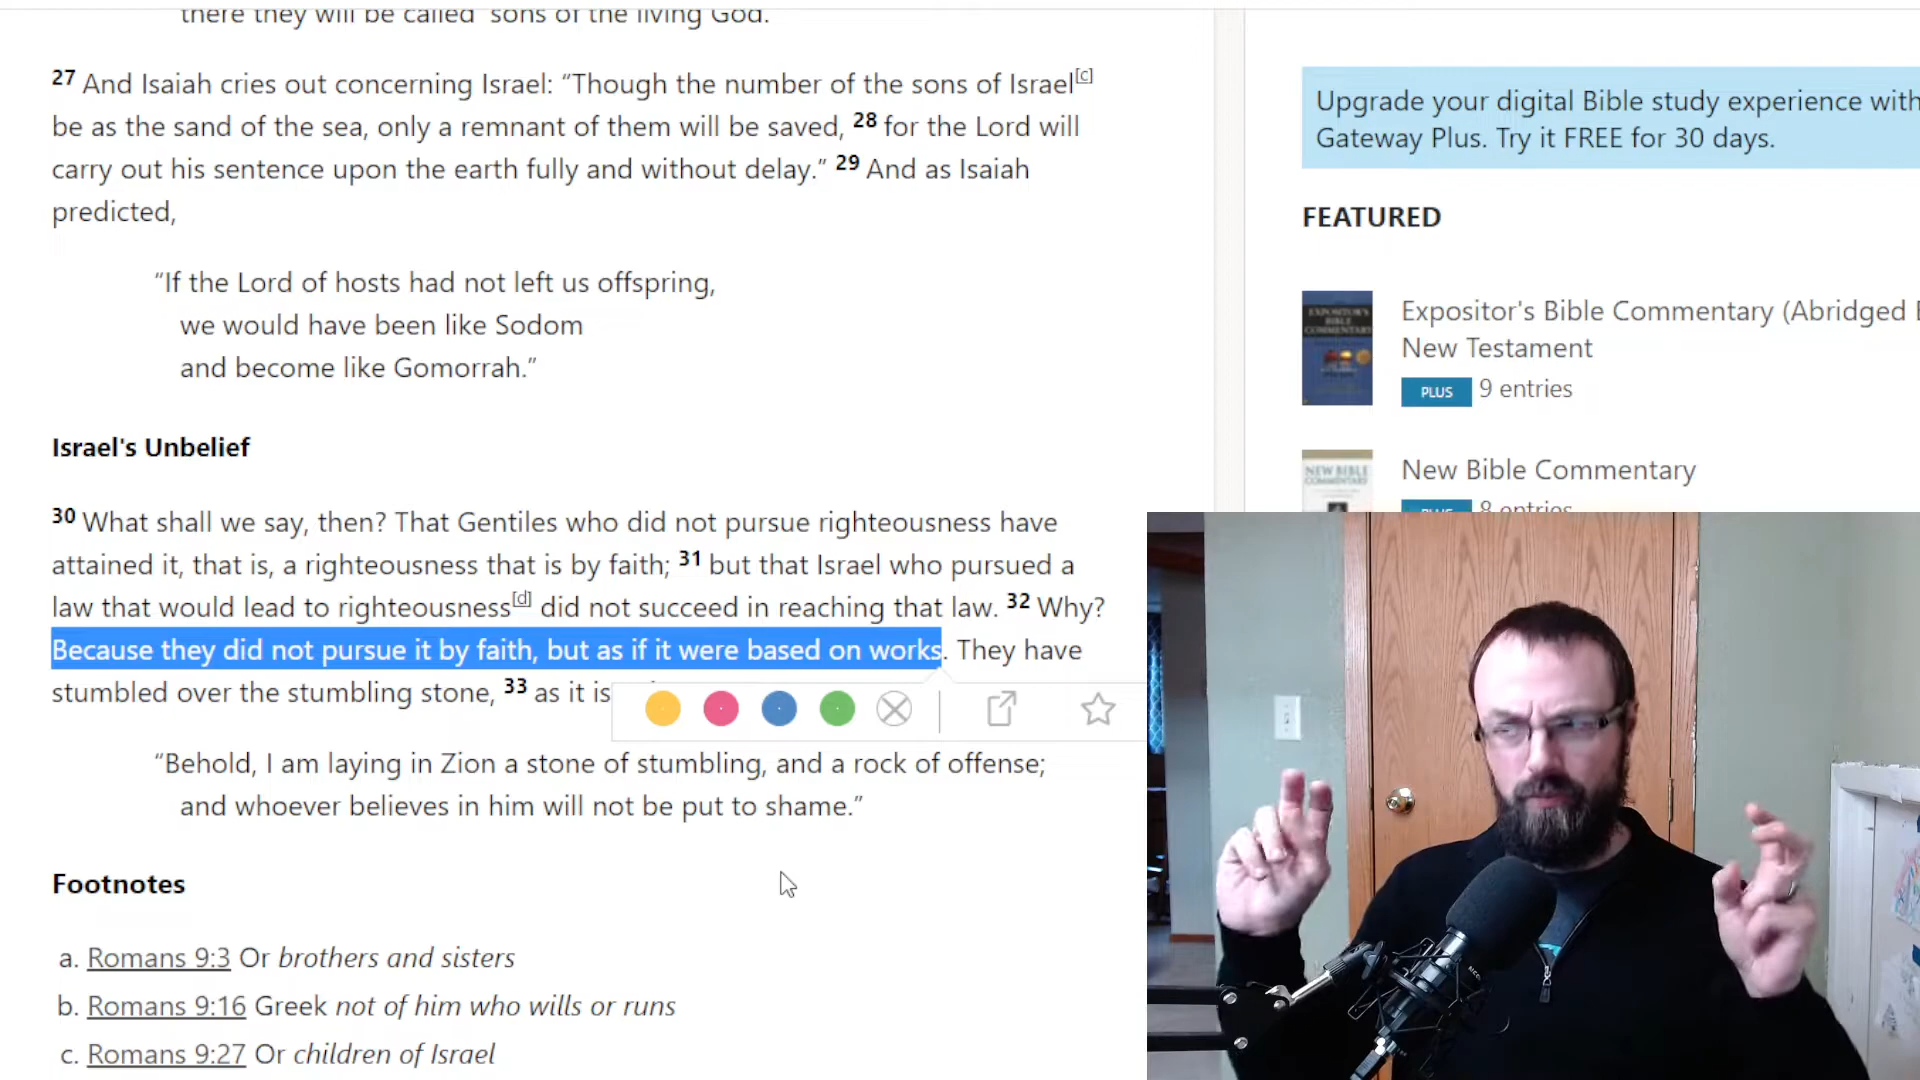 there they will be called "sons of the living God."
27 And Isaiah cries out concerning Israel: “Though the number of the sons of Israel[c]
be as the sand of the sea, only a remnant of them will be saved, 28 for the Lord will
carry out his sentence upon the earth fully and without delay.” 29 And as Isaiah
predicted,
“If the Lord of hosts had not left us offspring,
we would have been like Sodom
and become like Gomorrah.”
Israel's Unbelief
30 What shall we say, then? That Gentiles who did not pursue righteousness have
attained it, that is, a righteousness that is by faith; 31 but that Israel who pursued a
law that would lead to righteousness[d] did not succeed in reaching that law. 32 Why?
Because they did not pursue it by faith, but as if it were based on works. They have
stumbled over the stumbling stone, 33 as it is
“Behold, I am laying in Zion a stone of stumbling, and a rock of offense;
and whoever believes in him will not be put to shame.”
Footnotes
a. Romans 9:3 Or brothers and sisters
b. Romans 9:16 Greek not of him who wills or runs
c. Romans 9:27 Or children of Israel
Upgrade your digital Bible study experience with
Gateway Plus. Try it FREE for 30 days.
FEATURED
EXPOSITOR'S
BIBLE
COMMENTARY
Expositor's Bible Commentary (Abridged
New Testament
PLUS 9 entries
NEW BIBLE
COMMENTARY
New Bible Commentary
PLUS 8 entries